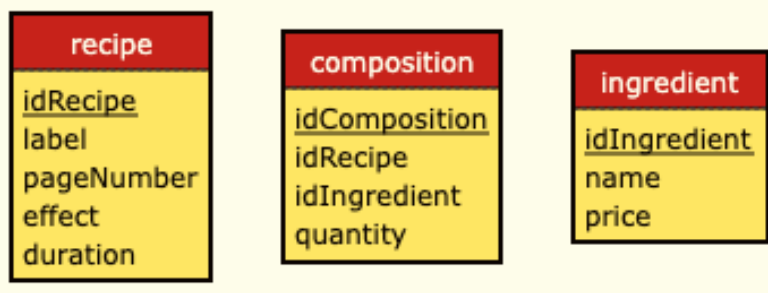 recipe
idRecipe
label
pageNumber
effect
duration
composition
idComposition
idRecipe
idIngredient
quantity
ingredient
idIngredient
name
price